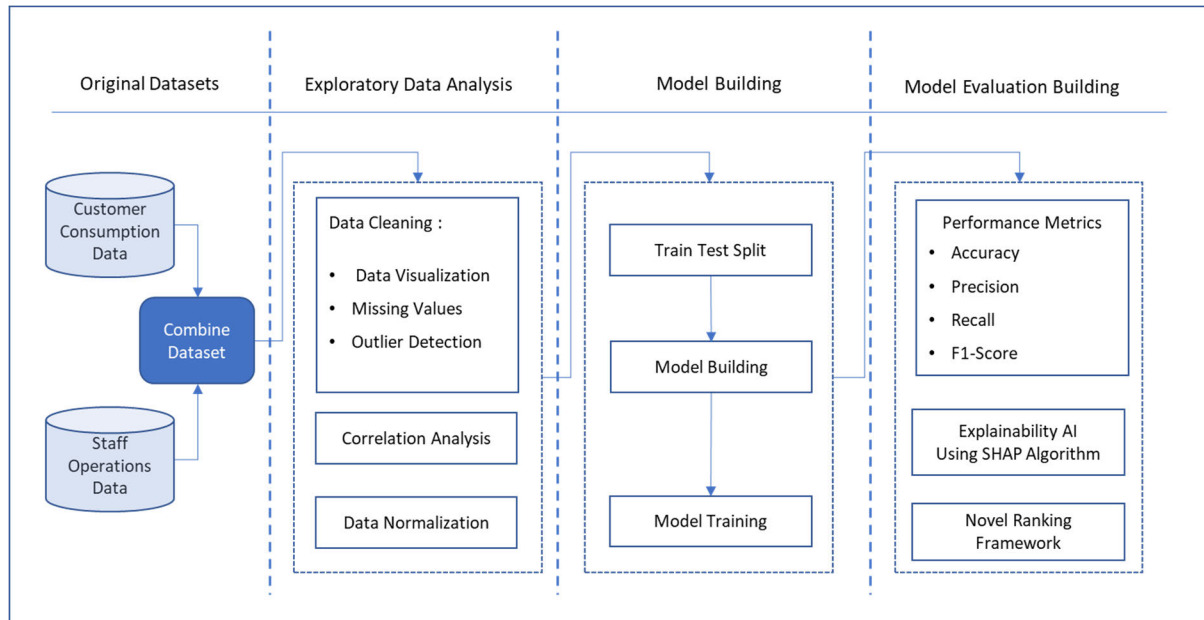 Original Datasets
Exploratory Data Analysis
Model Building
Model Evaluation Building
Customer
Consumption
Data
Combine
Dataset
Staff
Operations
Data
Data Cleaning :
• Data Visualization
• Missing Values
• Outlier Detection
Correlation Analysis
Data Normalization
Train Test Split
Model Building
Model Training
Performance Metrics
• Accuracy
• Precision
• Recall
• F1-Score
Explainability AI
Using SHAP Algorithm
Novel Ranking
Framework